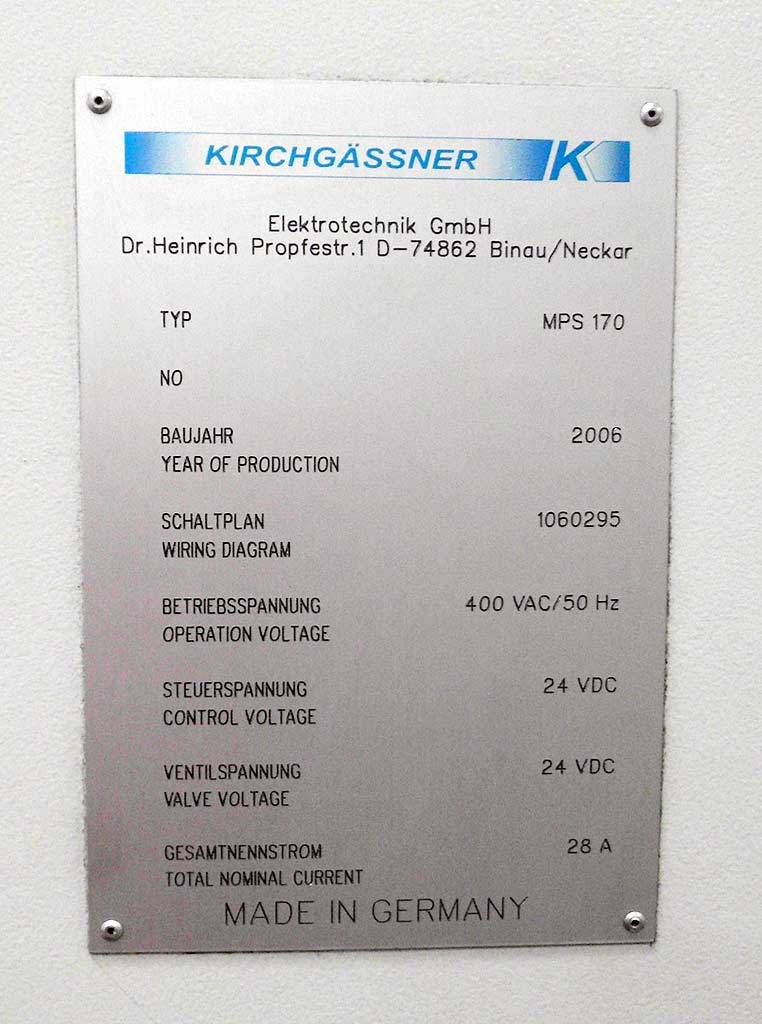 KIRCHGÄSSNER K
Elektrotechnik GmbH
Dr.Heinrich Propfestr.1 D-74862 Binau/Neckar
TYP MPS 170
NO
BAUJAHR 2006
YEAR OF PRODUCTION
SCHALTPLAN 1060295
WIRING DIAGRAM
BETRIEBSSPANNUNG 400 VAC/50 Hz
OPERATION VOLTAGE
STEUERSPANNUNG 24 VDC
CONTROL VOLTAGE
VENTILSPANNUNG 24 VDC
VALVE VOLTAGE
GESAMTNENNSTROM 28 A
TOTAL NOMINAL CURRENT
MADE IN GERMANY